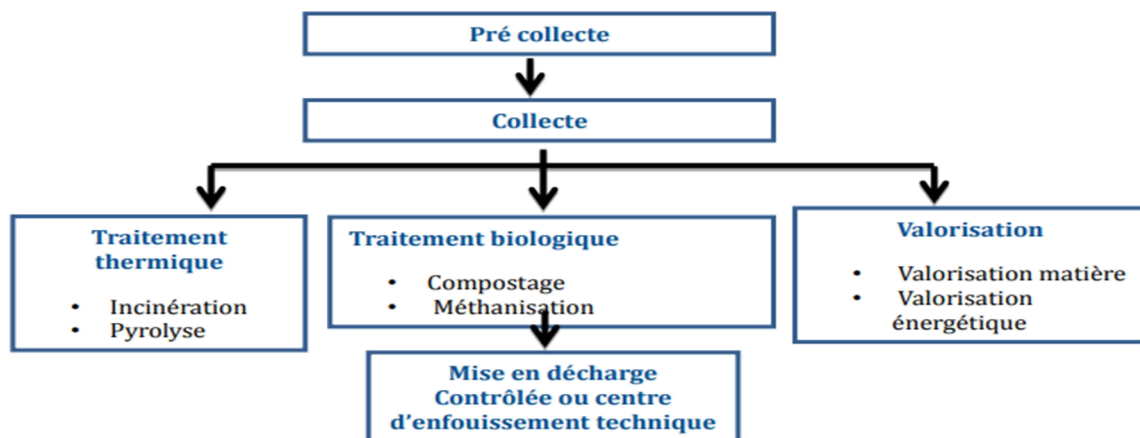 Pré collecte
Collecte
Traitement
thermique
• Incinération
• Pyrolyse
Traitement biologique
• Compostage
• Méthanisation
Valorisation
• Valorisation matière
• Valorisation
énergétique
Mise en décharge
Contrôlée ou centre
d'enfouissement technique